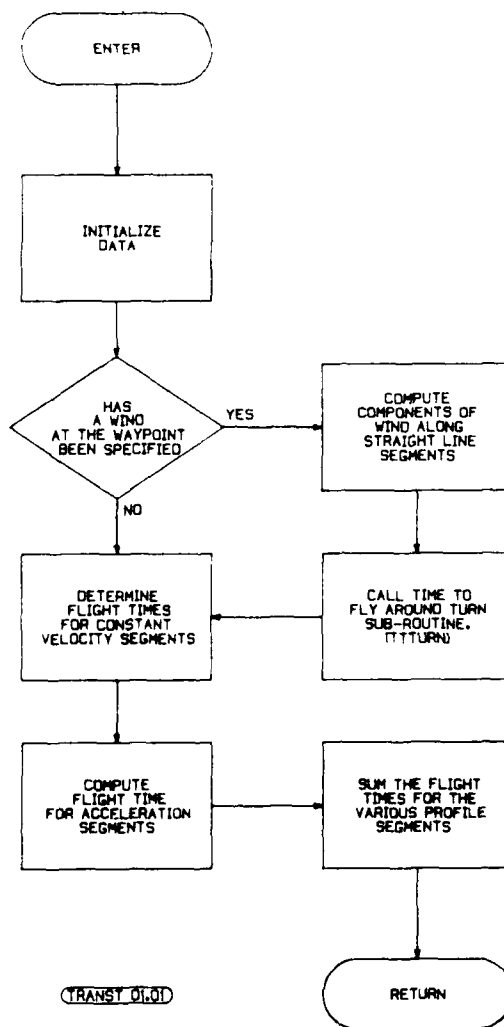 ENTER
INITIALIZE
DATA
HAS
A WIND
AT THE WAYPOINT
BEEN SPECIFIED
YES
COMPUTE
COMPONENTS OF
WIND ALONG
STRAIGHT LINE
SEGMENTS
NO
DETERMINE
FLIGHT TIMES
FOR CONSTANT
VELOCITY SEGMENTS
CALL TIME TO
FLY AROUND TURN
SUB-ROUTINE.
(TTTURN)
COMPUTE
FLIGHT TIME
FOR ACCELERATION
SEGMENTS
SUM THE FLIGHT
TIMES FOR THE
VARIOUS PROFILE
SEGMENTS
TRANST 01.01
RETURN